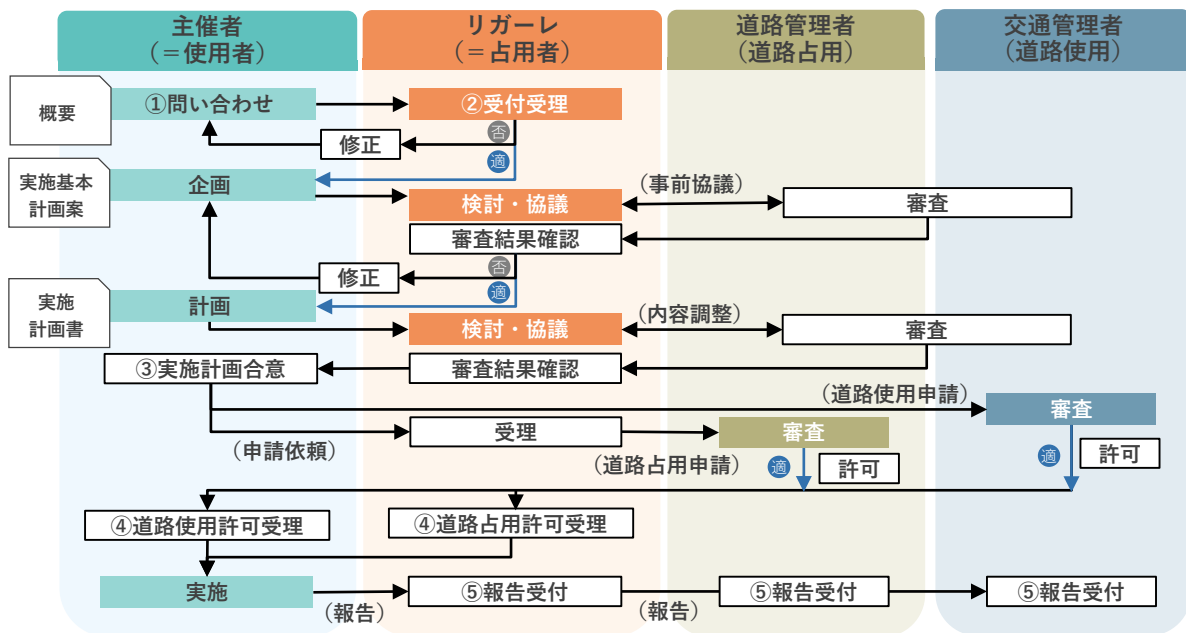 主催者
（＝使用者）
リガーレ
（＝占用者）
道路管理者
（道路占用）
交通管理者
（道路使用）
概要
①問い合わせ
②受付受理
否
修正
適
実施基本
計画案
企画
（事前協議）
検討・協議
審査
審査結果確認
否
修正
適
実施
計画書
計画
（内容調整）
検討・協議
審査
③実施計画合意
審査結果確認
（道路使用申請）
審査
（申請依頼）
受理
審査
（道路占用申請）
適
許可
適
許可
④道路使用許可受理
④道路占用許可受理
実施
（報告）
⑤報告受付
（報告）
⑤報告受付
⑤報告受付